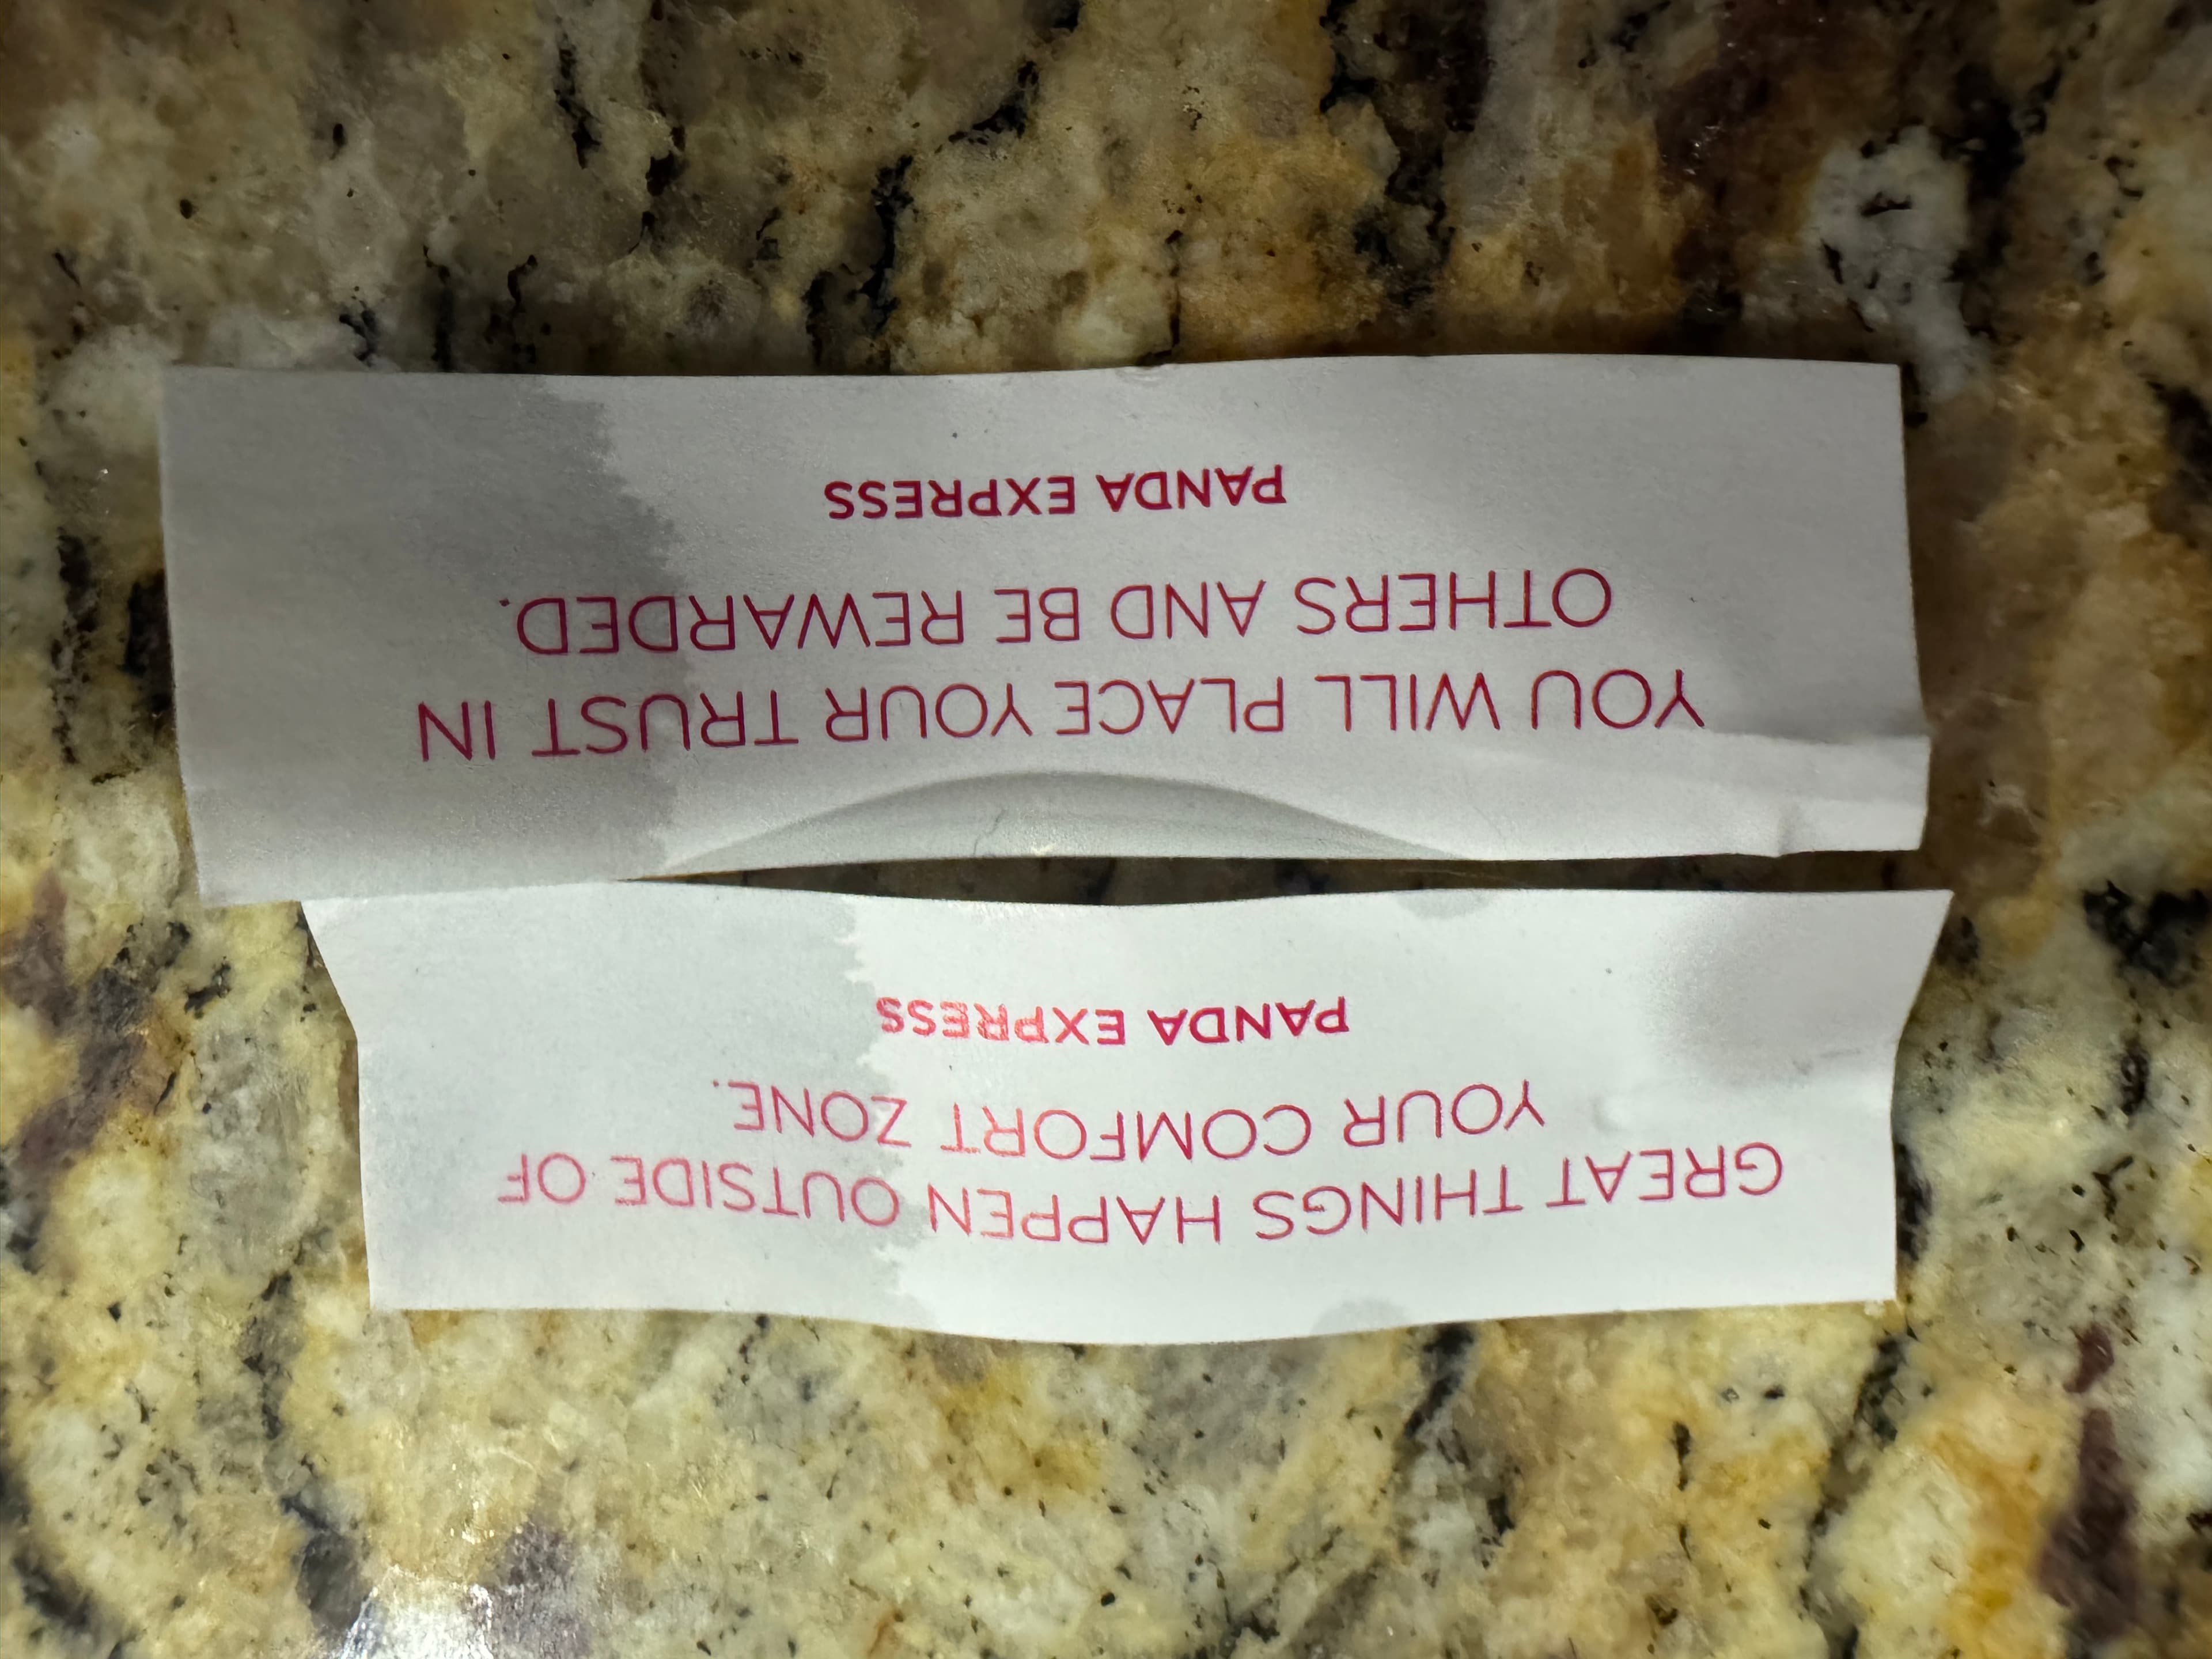 GREAT THINGS HAPPEN OUTSIDE OF
YOUR COMFORT ZONE.
PANDA EXPRESS
YOU WILL PLACE YOUR TRUST IN
OTHERS AND BE REWARDED.
PANDA EXPRESS